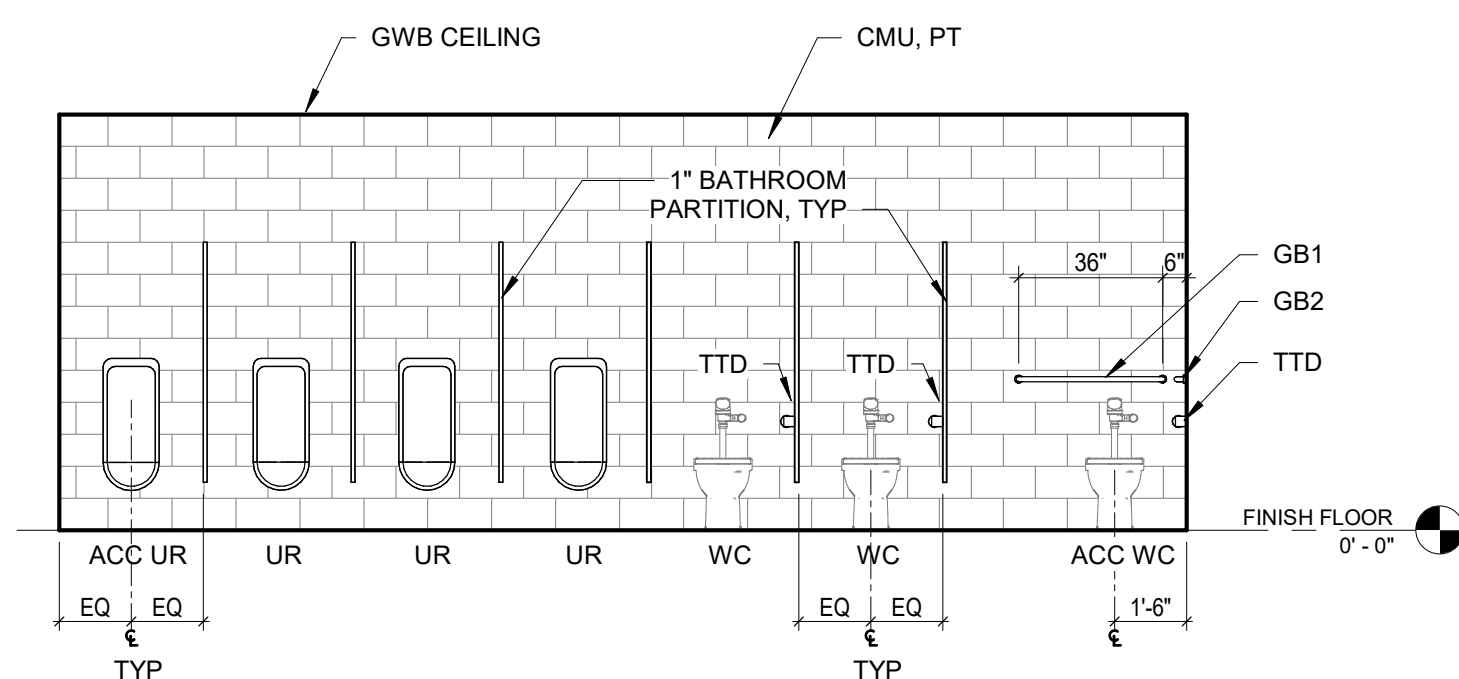 GWB CEILING
CMU, PT
1" BATHROOM
PARTITION, TYP
36"
6"
GB1
GB2
TTD
TTD
TTD
FINISH FLOOR
0' - 0"
ACC UR
UR
UR
UR
WC
WC
ACC WC
EQ
EQ
EQ
EQ
1'-6"
℄
℄
℄
TYP
TYP